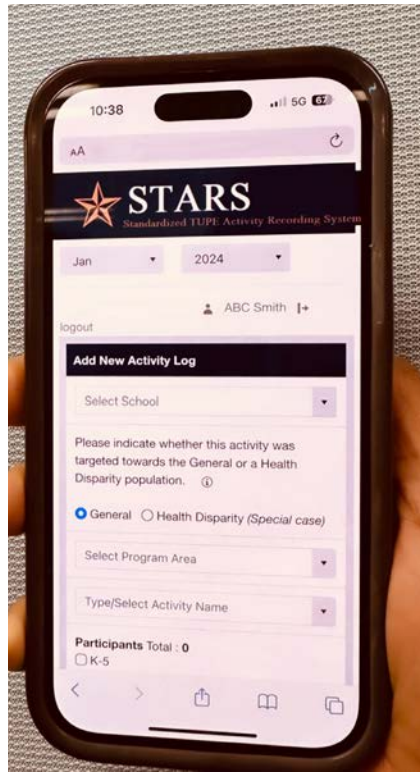 10:38 5G 67
AA
STARS
Standardized TUPE Activity Recording System
Jan 2024
ABC Smith
logout
Add New Activity Log
Select School
Please indicate whether this activity was
targeted towards the General or a Health
Disparity population.
General Health Disparity (Special case)
Select Program Area
Type/Select Activity Name
Participants Total : 0
K-5